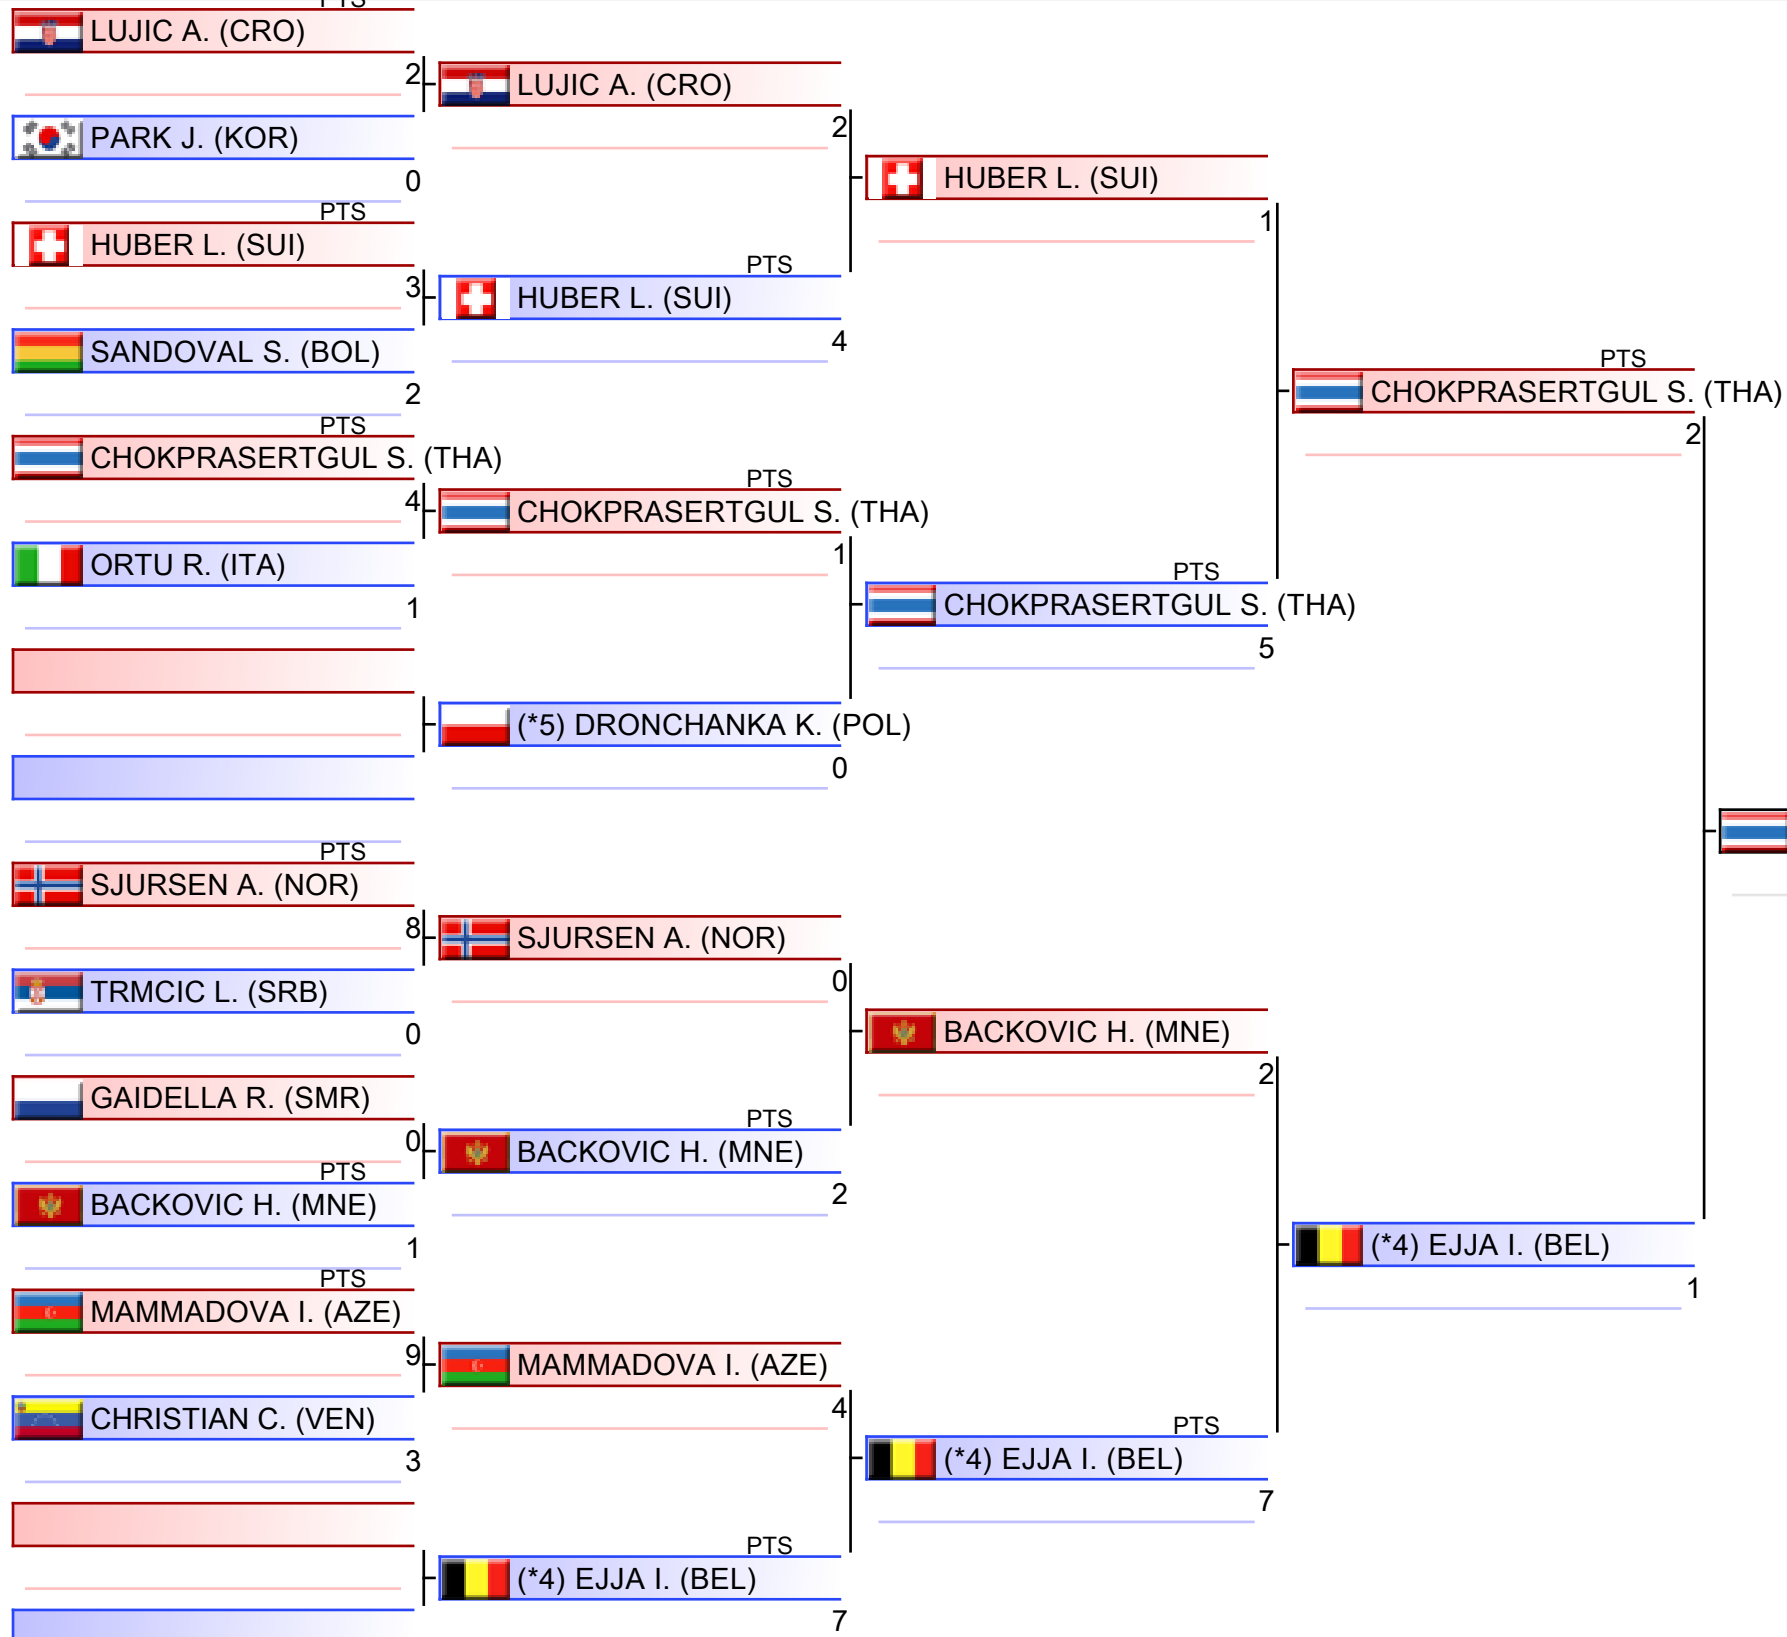 PTS
LUJIC A. (CRO)
2
PARK J. (KOR)
0
PTS
HUBER L. (SUI)
3
SANDOVAL S. (BOL)
2
PTS
CHOKPRASERTGUL S. (THA)
4
ORTU R. (ITA)
1
PTS
SJURSEN A. (NOR)
8
TRMCIC L. (SRB)
0
GAIDELLA R. (SMR)
0
PTS
BACKOVIC H. (MNE)
1
PTS
MAMMADOVA I. (AZE)
9
CHRISTIAN C. (VEN)
3
LUJIC A. (CRO)
2
PTS
HUBER L. (SUI)
4
PTS
CHOKPRASERTGUL S. (THA)
1
(*5) DRONCHANKA K. (POL)
0
SJURSEN A. (NOR)
0
PTS
BACKOVIC H. (MNE)
2
MAMMADOVA I. (AZE)
4
PTS
(*4) EJJA I. (BEL)
7
HUBER L. (SUI)
1
PTS
CHOKPRASERTGUL S. (THA)
5
BACKOVIC H. (MNE)
2
PTS
(*4) EJJA I. (BEL)
7
PTS
CHOKPRASERTGUL S. (THA)
2
(*4) EJJA I. (BEL)
1